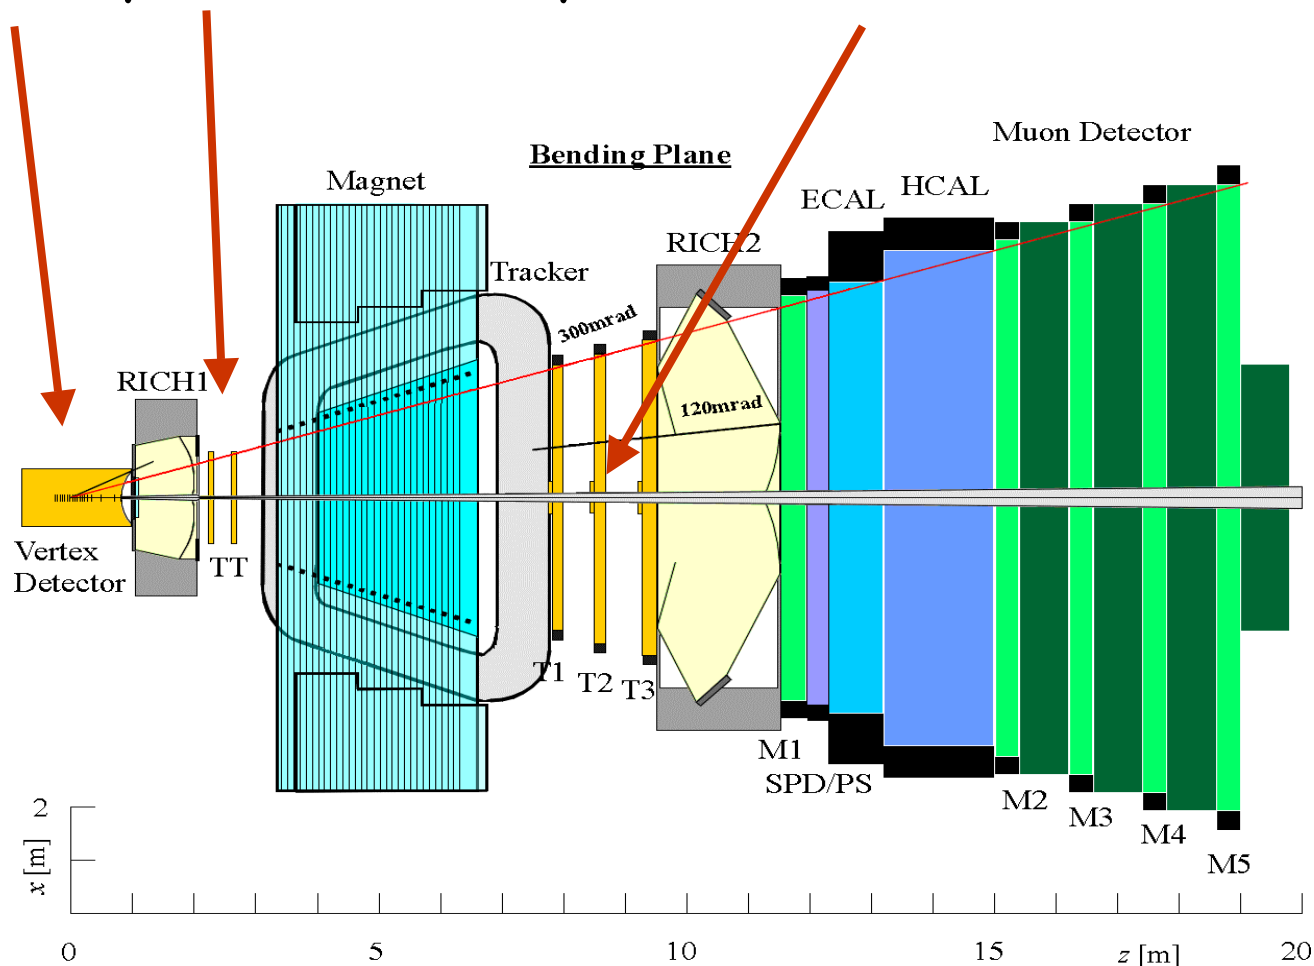 Muon Detector
Bending Plane
Magnet
HCAL
ECAL
RICH2
Tracker
300mrad
RICH1
120mrad
Vertex
Detector
TT
T1
T2
T3
M1
SPD/PS
M2
M3
M4
M5
2
x [m]
0
5
10
15
z [m]
20